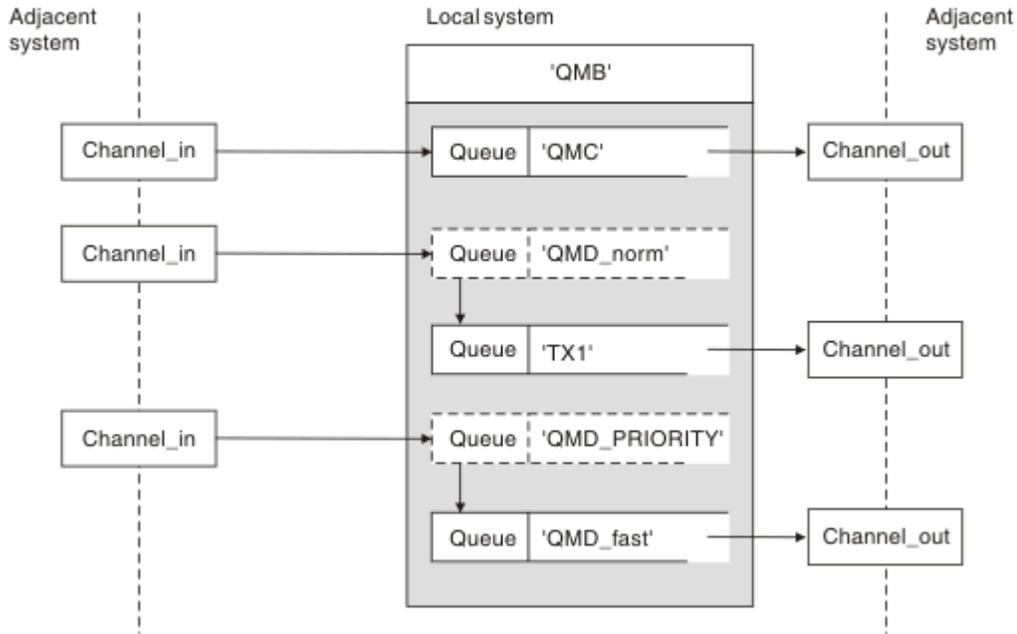 Adjacent
system
Local system
Adjacent
system
'QMB'
Channel_in
Queue 'QMC'
Channel_out
Channel_in
Queue 'QMD_norm'
Queue 'TX1'
Channel_out
Channel_in
Queue 'QMD_PRIORITY'
Queue 'QMD_fast'
Channel_out